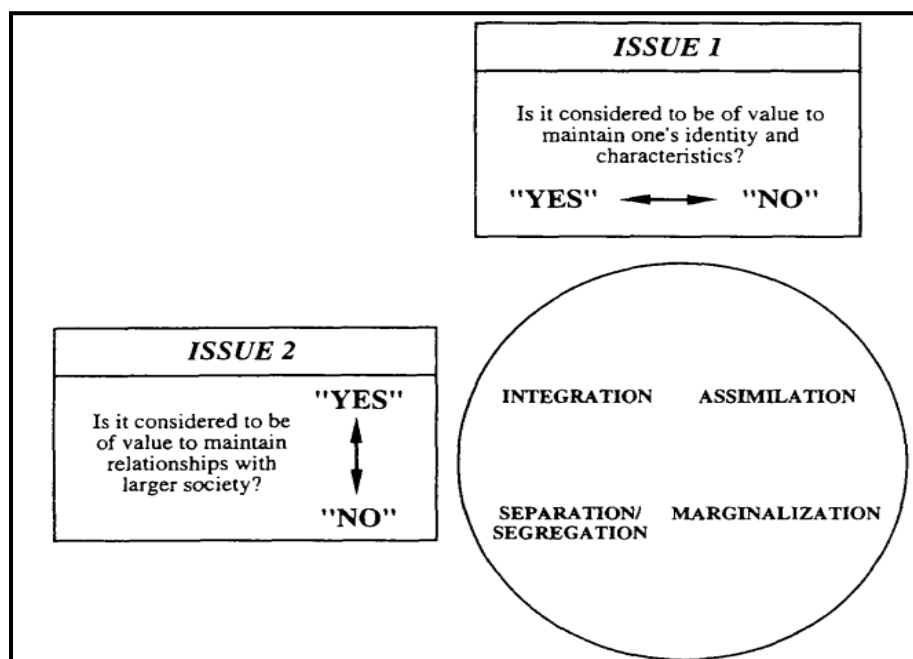 ISSUE 1
Is it considered to be of value to
maintain one's identity and
characteristics?
"YES" "NO"
ISSUE 2
"YES"
Is it considered to be
of value to maintain
relationships with
larger society?
"NO"
INTEGRATION ASSIMILATION
SEPARATION/ MARGINALIZATION
SEGREGATION